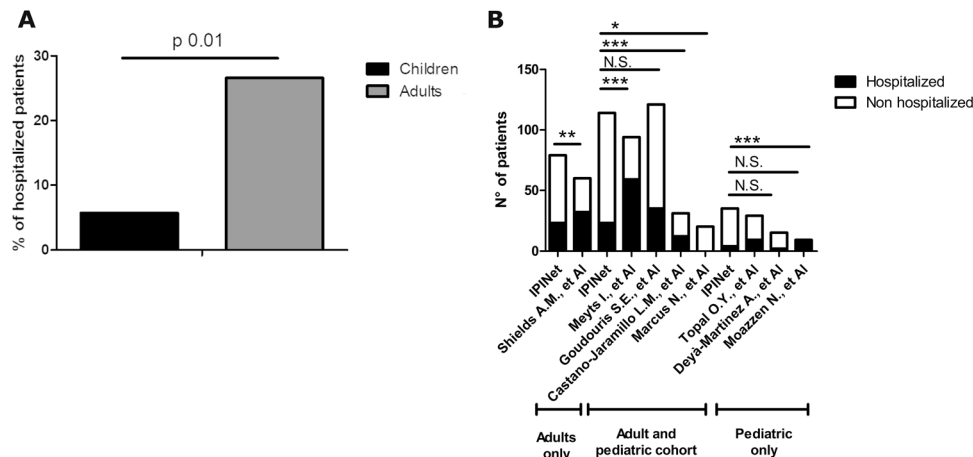 A
p 0.01
30
20
10
0
% of hospitalized patients
Children
Adults
B
*
***
N.S.
***
**
***
N.S.
N.S.
150
100
50
0
N° of patients
Hospitalized
Non hospitalized
IPINet
Shields A.M., et Al
IPINet
Meyts I., et Al
Goudouris S.E., et Al
Castano-Jaramillo L.M., et Al
Marcus N., et Al
IPINet
Topal O.Y., et Al
Deyà-Martinez A., et Al
Moazzen N., et Al
Adults
only
Adult and
pediatric cohort
Pediatric
only